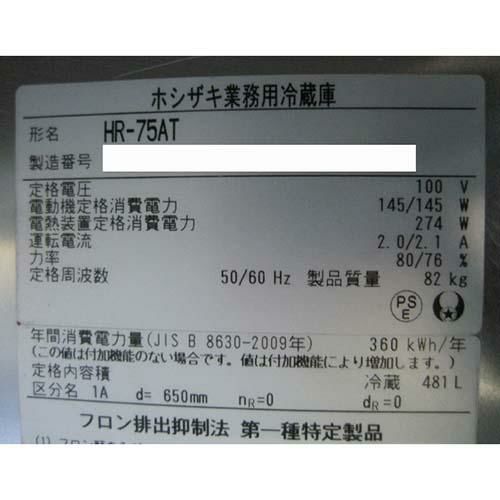 ホシザキ業務用冷蔵庫
形名 HR-75AT
製造番号
定格電圧 100 V
電動機定格消費電力 145/145 W
電熱装置定格消費電力 274 W
運転電流 2.0/2.1 A
力率 80/76 %
定格周波数 50/60 Hz 製品質量 82 kg
PS
E
年間消費電力量(JIS B 8630-2009年) 360 kWh/年
(この値は付加機能のない場合です。値は付加機能により増加します。)
定格内容積 冷蔵 481 L
区分名 1A d= 650mm nR=0 dR=0
フロン排出抑制法 第一種特定製品